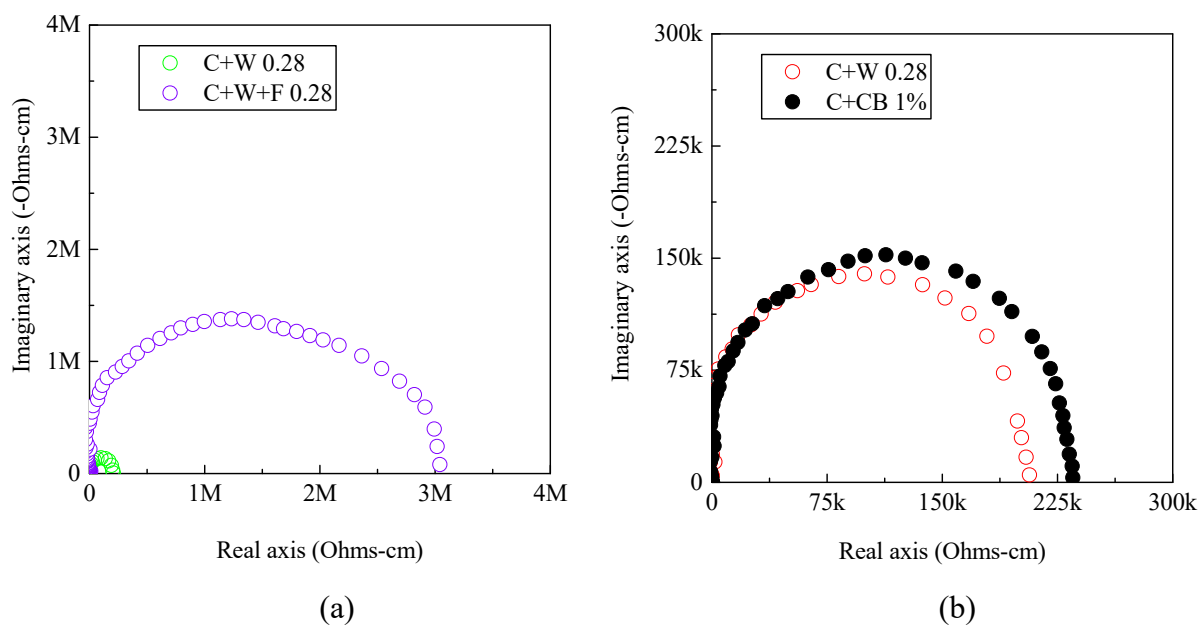 4M
3M
2M
1M
0
Imaginary axis (-Ohms-cm)
C+W 0.28
C+W+F 0.28
0
1M
2M
3M
4M
Real axis (Ohms-cm)
(a)
300k
225k
150k
75k
0
Imaginary axis (-Ohms-cm)
C+W 0.28
C+CB 1%
0
75k
150k
225k
300k
Real axis (Ohms-cm)
(b)